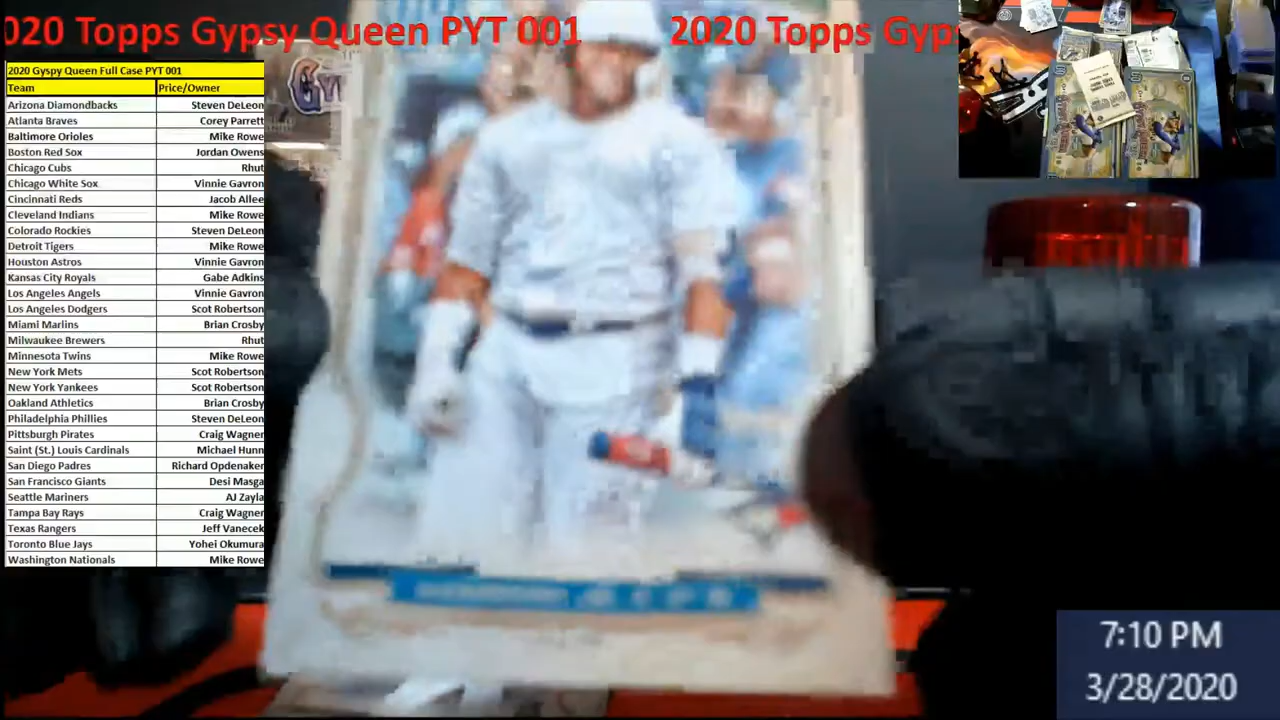 020 Topps Gypsy Queen PYT 001 2020 Topps Gyp
2020 Gyspy Queen Full Case PYT 001
Team Price/Owner
Arizona Diamondbacks Steven DeLeon
Atlanta Braves Corey Parrett
Baltimore Orioles Mike Rowe
Boston Red Sox Jordan Owens
Chicago Cubs Rhut
Chicago White Sox Vinnie Gavron
Cincinnati Reds Jacob Allee
Cleveland Indians Mike Rowe
Colorado Rockies Steven DeLeon
Detroit Tigers Mike Rowe
Houston Astros Vinnie Gavron
Kansas City Royals Gabe Adkins
Los Angeles Angels Vinnie Gavron
Los Angeles Dodgers Scot Robertson
Miami Marlins Brian Crosby
Milwaukee Brewers Rhut
Minnesota Twins Mike Rowe
New York Mets Scot Robertson
New York Yankees Scot Robertson
Oakland Athletics Brian Crosby
Philadelphia Phillies Steven DeLeon
Pittsburgh Pirates Craig Wagner
Saint (St.) Louis Cardinals Michael Hunn
San Diego Padres Richard Opdenaker
San Francisco Giants Desi Masga
Seattle Mariners AJ Zayla
Tampa Bay Rays Craig Wagner
Texas Rangers Jeff Vanecek
Toronto Blue Jays Yohei Okumura
Washington Nationals Mike Rowe
7:10 PM
3/28/2020